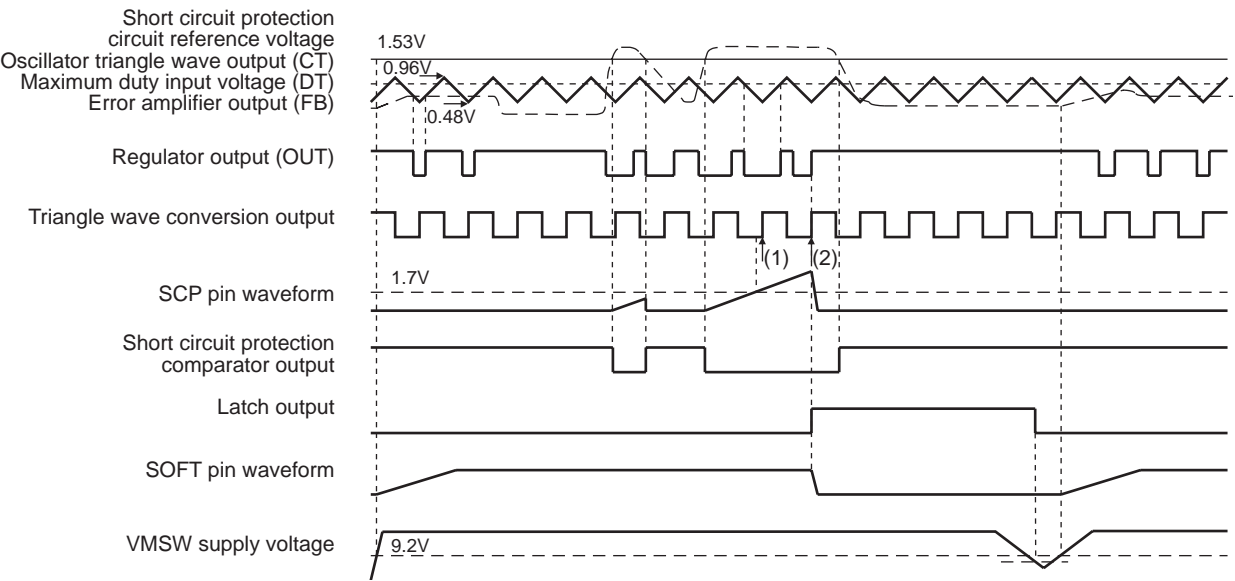 Short circuit protection
circuit reference voltage
1.53V
Oscillator triangle wave output (CT)
0.96V
Maximum duty input voltage (DT)
Error amplifier output (FB)
0.48V
Regulator output (OUT)
Triangle wave conversion output
(1)
(2)
1.7V
SCP pin waveform
Short circuit protection
comparator output
Latch output
SOFT pin waveform
VMSW supply voltage
9.2V